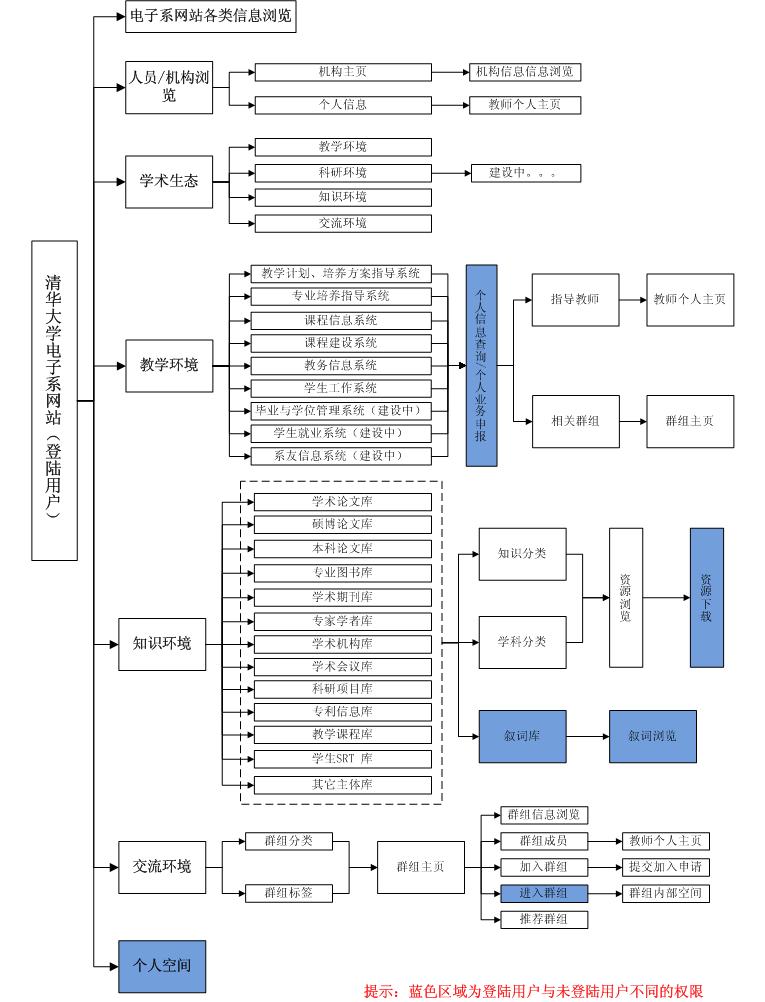 电子系网站各类信息浏览
人员/机构浏
览
机构主页
机构信息信息浏览
个人信息
教师个人主页
学术生态
教学环境
科研环境
建设中。。。
知识环境
交流环境
清华大学电子系网站（登陆用户）
教学环境
教学计划、培养方案指导系统
专业培养指导系统
课程信息系统
课程建设系统
教务信息系统
学生工作系统
毕业与学位管理系统（建设中）
学生就业系统（建设中）
系友信息系统（建设中）
个人信息查询/个人业务申报
指导教师
教师个人主页
相关群组
群组主页
知识环境
学术论文库
硕博论文库
本科论文库
专业图书库
学术期刊库
专家学者库
学术机构库
学术会议库
科研项目库
专利信息库
教学课程库
学生SRT 库
其它主体库
知识分类
学科分类
资源浏览
资源下载
叙词库
叙词浏览
交流环境
群组分类
群组标签
群组主页
群组信息浏览
群组成员
教师个人主页
加入群组
提交加入申请
进入群组
群组内部空间
推荐群组
个人空间
提示：蓝色区域为登陆用户与未登陆用户不同的权限